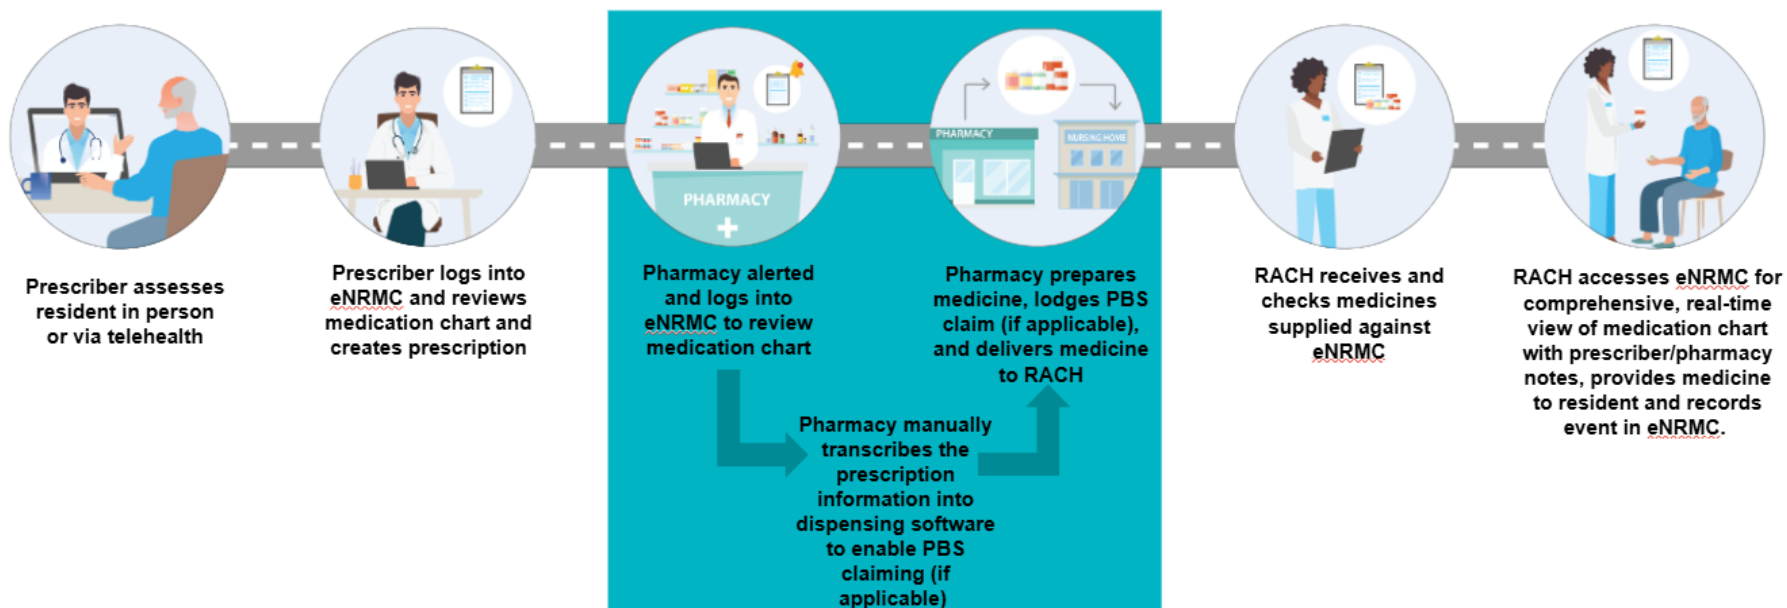 Prescriber assesses
resident in person
or via telehealth
Prescriber logs into
eNRMC and reviews
medication chart and
creates prescription
PHARMACY
Pharmacy alerted
and logs into
eNRMC to review
medication chart
Pharmacy manually
transcribes the
prescription
information into
dispensing software
to enable PBS
claiming (if
applicable)
PHARMACY
NURSING HOME
Pharmacy prepares
medicine, lodges PBS
claim (if applicable),
and delivers medicine
to RACH
RACH receives and
checks medicines
supplied against
eNRMC
RACH accesses eNRMC for
comprehensive, real-time
view of medication chart
with prescriber/pharmacy
notes, provides medicine
to resident and records
event in eNRMC.